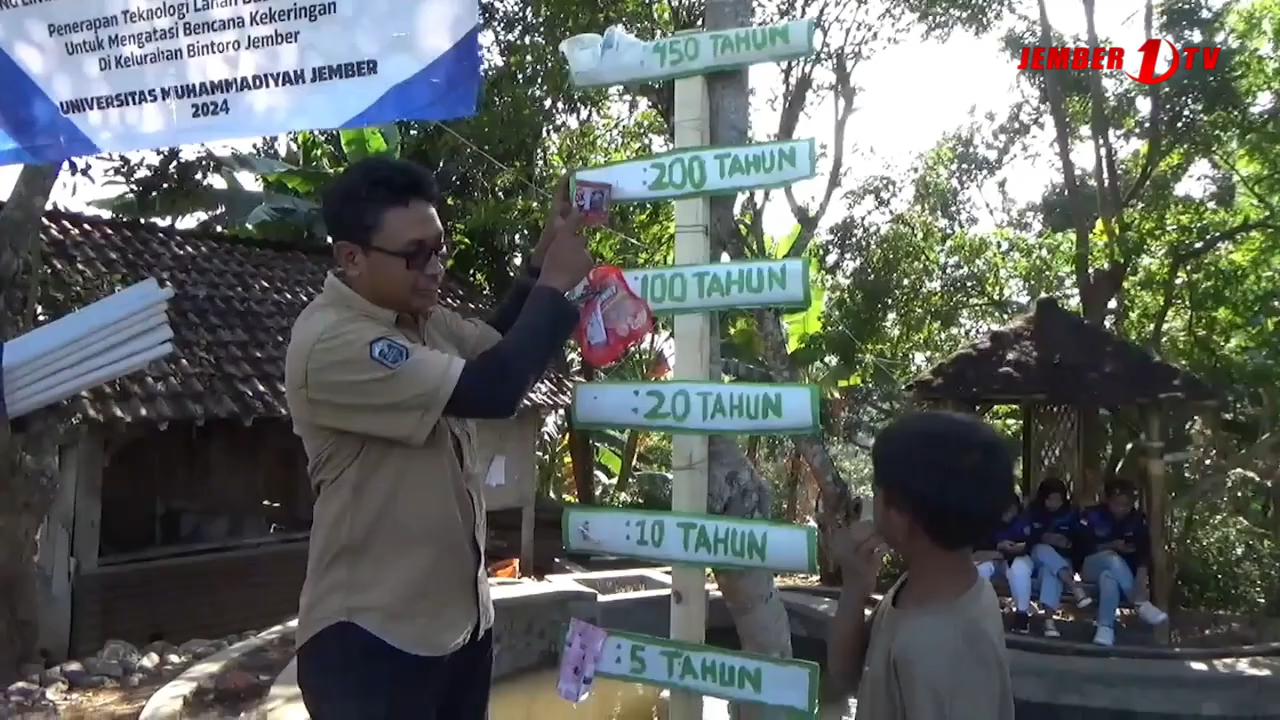 Penerapan Teknologi Lahan
Untuk Mengatasi Bencana Kekeringan
Di Kelurahan Bintoro Jember
UNIVERSITAS MUHAMMADIYAH JEMBER
2024
JEMBER 1 TV
:450 TAHUN
:200 TAHUN
:100 TAHUN
:20 TAHUN
:10 TAHUN
:5 TAHUN